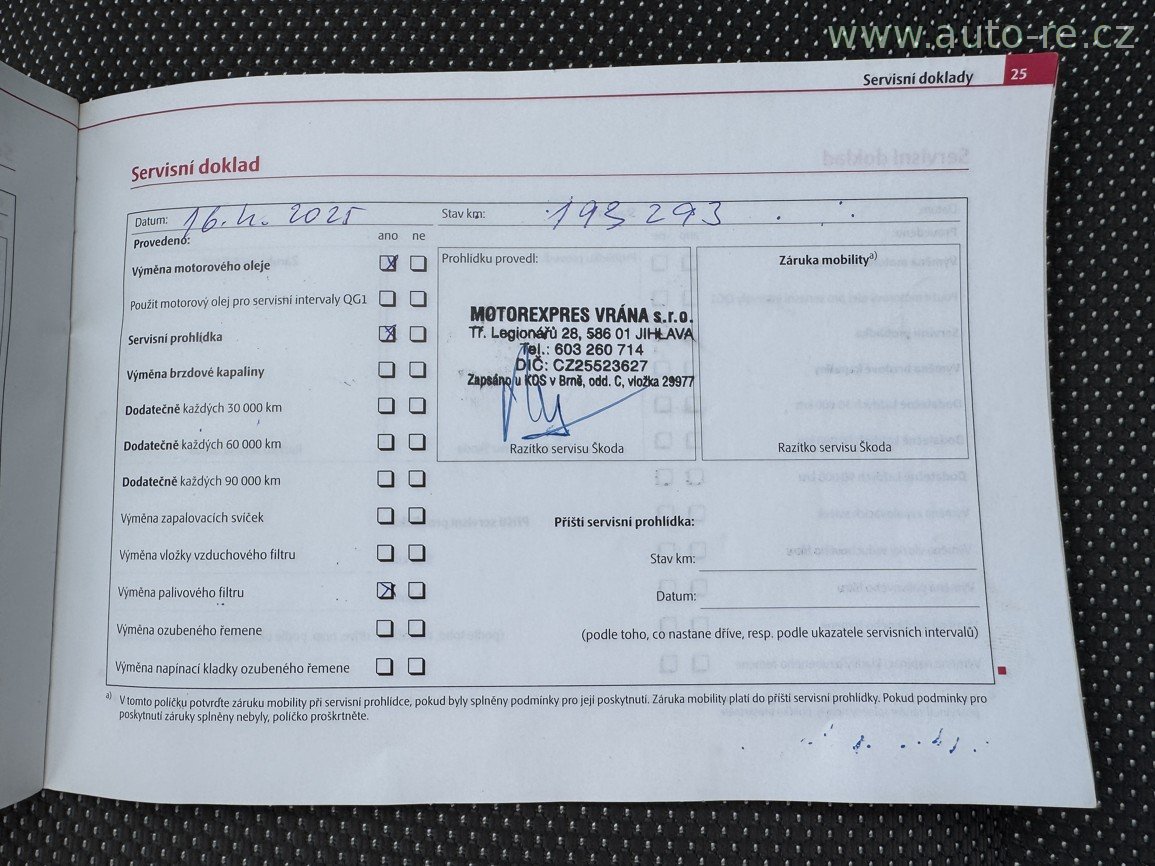 www.auto-re.cz
Servisní doklady 25
Servisní doklad
Datum: 16. 4. 2025 Stav km: 193 293
Provedeno: ano ne
Výměna motorového oleje
Použit motorový olej pro servisní intervaly QG1
Servisní prohlídka
Výměna brzdové kapaliny
Dodatečně každých 30 000 km
Dodatečně každých 60 000 km
Dodatečně každých 90 000 km
Výměna zapalovacích svíček
Výměna vložky vzduchového filtru
Výměna palivového filtru
Výměna ozubeného řemene
Výměna napínací kladky ozubeného řemene
Prohlídku provedl:
MOTOREXPRES VRÁNA s.r.o.
Tř. Legionářů 28, 586 01 JIHLAVA
Tel.: 603 260 714
DIČ: CZ25523627
Zapsáno u KOS v Brně, odd. C, vložka 29977
Razítko servisu Škoda
Záruka mobility a)
Razítko servisu Škoda
Příští servisní prohlídka:
Stav km:
Datum:
(podle toho, co nastane dříve, resp. podle ukazatele servisních intervalů)
a) V tomto políčku potvrďte záruku mobility při servisní prohlídce, pokud byly splněny podmínky pro její poskytnutí. Záruka mobility platí do příští servisní prohlídky. Pokud podmínky pro
poskytnutí záruky splněny nebyly, políčko proškrtněte.